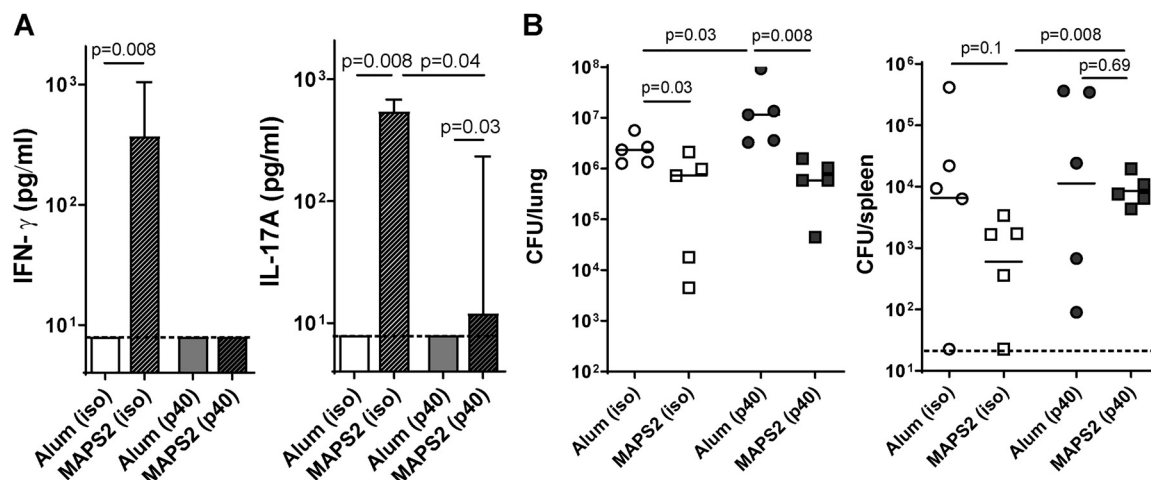 A
IFN- γ (pg/ml)
10³
10²
10¹
p=0.008
Alum (iso)
MAPS2 (iso)
Alum (p40)
MAPS2 (p40)
IL-17A (pg/ml)
10³
10²
10¹
p=0.008
p=0.04
p=0.03
Alum (iso)
MAPS2 (iso)
Alum (p40)
MAPS2 (p40)
B
CFU/lung
10⁸
10⁷
10⁶
10⁵
10⁴
10³
10²
p=0.03
p=0.008
p=0.03
Alum (iso)
MAPS2 (iso)
Alum (p40)
MAPS2 (p40)
CFU/spleen
10⁶
10⁵
10⁴
10³
10²
10¹
p=0.1
p=0.008
p=0.69
Alum (iso)
MAPS2 (iso)
Alum (p40)
MAPS2 (p40)